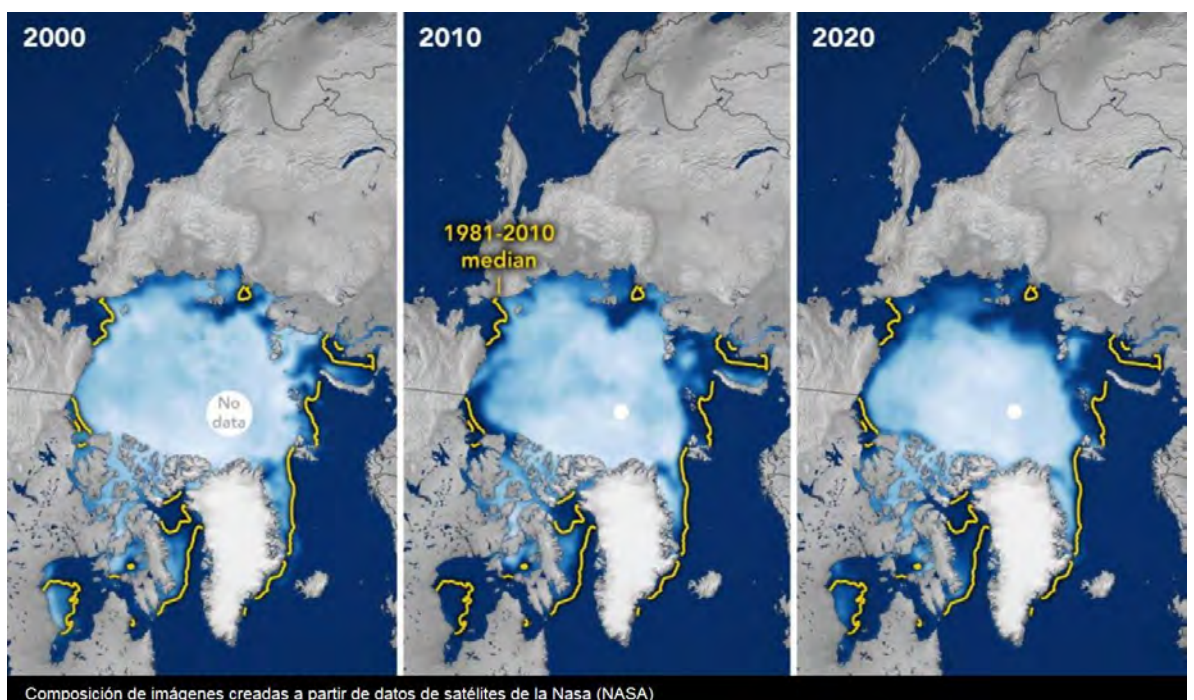 2000
2010
2020
1981-2010
median
No
data
Composición de imágenes creadas a partir de datos de satélites de la Nasa (NASA)